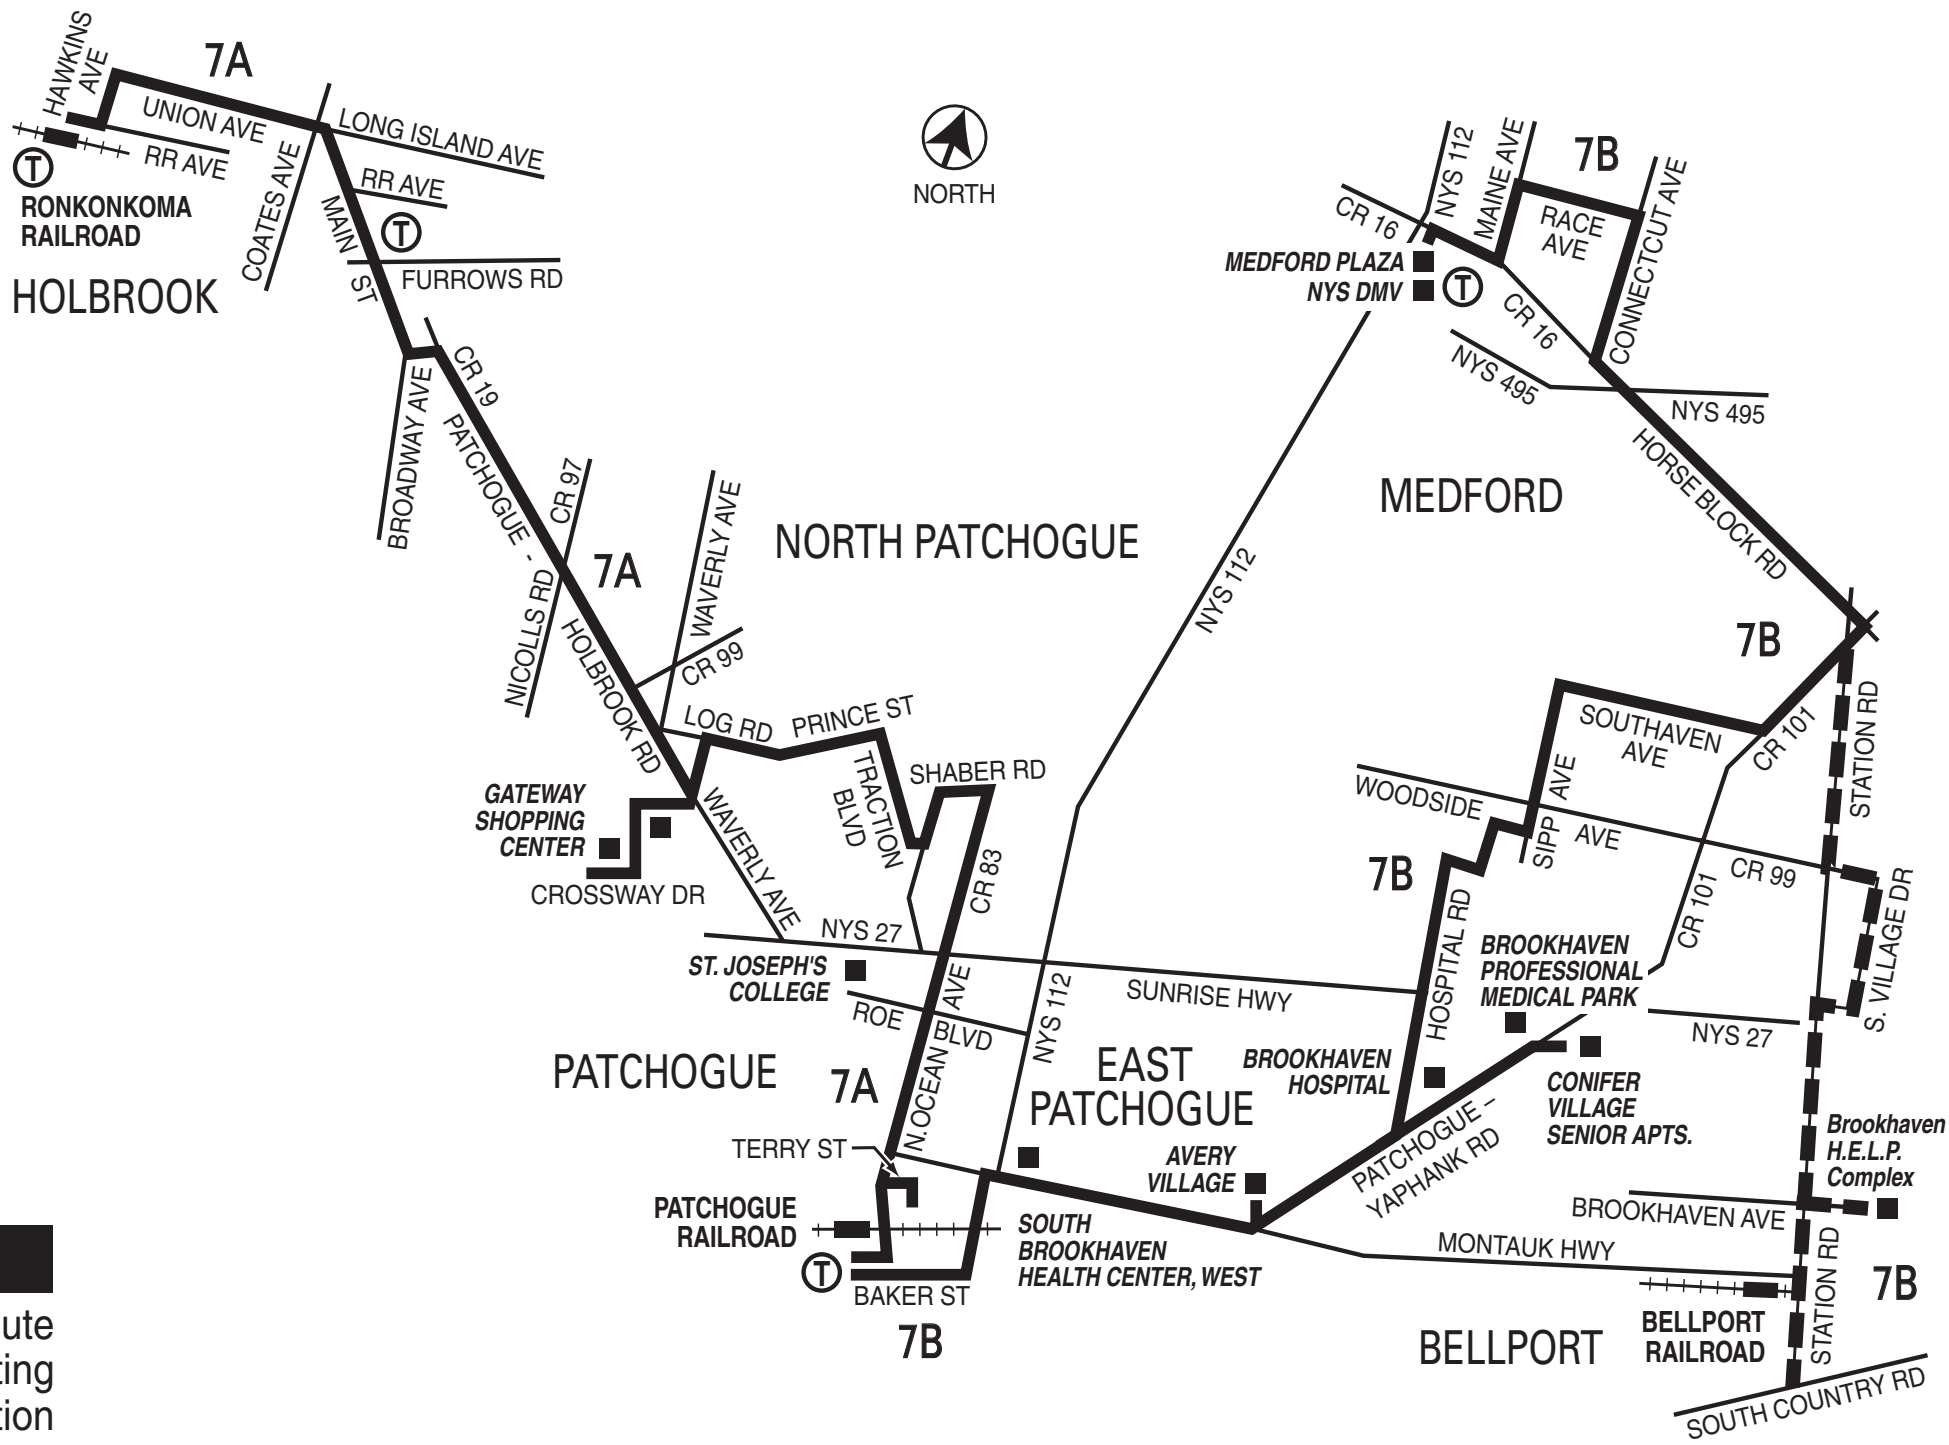 HAWKINS
AVE
7A
UNION AVE
RR AVE
T
RONKONKOMA
RAILROAD
HOLBROOK
COATES AVE
LONG ISLAND AVE
RR AVE
T
MAIN ST
FURROWS RD
BROADWAY AVE
CR 19
PATCHOGUE - HOLBROOK RD
CR 97
NICOLLS RD
7A
WAVERLY AVE
CR 99
NORTH
NORTH PATCHOGUE
LOG RD
PRINCE ST
TRACTION
BLVD
SHABER RD
GATEWAY
SHOPPING
CENTER
CROSSWAY DR
WAVERLY AVE
CR 83
NYS 27
ST. JOSEPH'S
COLLEGE
ROE BLVD
SUNRISE HWY
PATCHOGUE
7A
N.OCEAN AVE
NYS 112
TERRY ST
PATCHOGUE
RAILROAD
T
BAKER ST
7B
SOUTH
BROOKHAVEN
HEALTH CENTER, WEST
EAST
PATCHOGUE
AVERY
VILLAGE
BROOKHAVEN
HOSPITAL
NYS 112
CR 16
NYS 112
MAINE AVE
7B
RACE
AVE
CONNECTCUT AVE
MEDFORD PLAZA
NYS DMV
T
CR 16
NYS 495
NYS 495
MEDFORD
HORSE BLOCK RD
7B
SOUTHAVEN
AVE
CR 101
STATION RD
WOODSIDE AVE
SIPP AVE
7B
CR 99
HOSPITAL RD
CR 101
S. VILLAGE DR
BROOKHAVEN
PROFESSIONAL
MEDICAL PARK
NYS 27
CONIFER
VILLAGE
SENIOR APTS.
PATCHOGUE –
YAPHANK RD
Brookhaven
H.E.L.P.
Complex
BROOKHAVEN AVE
MONTAUK HWY
STATION RD
7B
BELLPORT
BELLPORT
RAILROAD
SOUTH COUNTRY RD
ute
ting
tion